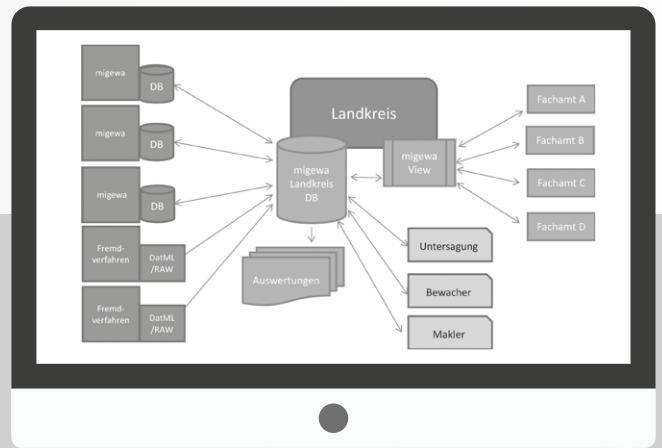 migewa
DB
migewa
DB
migewa
DB
Fremd-
verfahren
DatML
/RAW
Fremd-
verfahren
DatML
/RAW
Landkreis
migewa
Landkreis
DB
migewa
View
Auswertungen
Untersagung
Bewacher
Makler
Fachamt A
Fachamt B
Fachamt C
Fachamt D